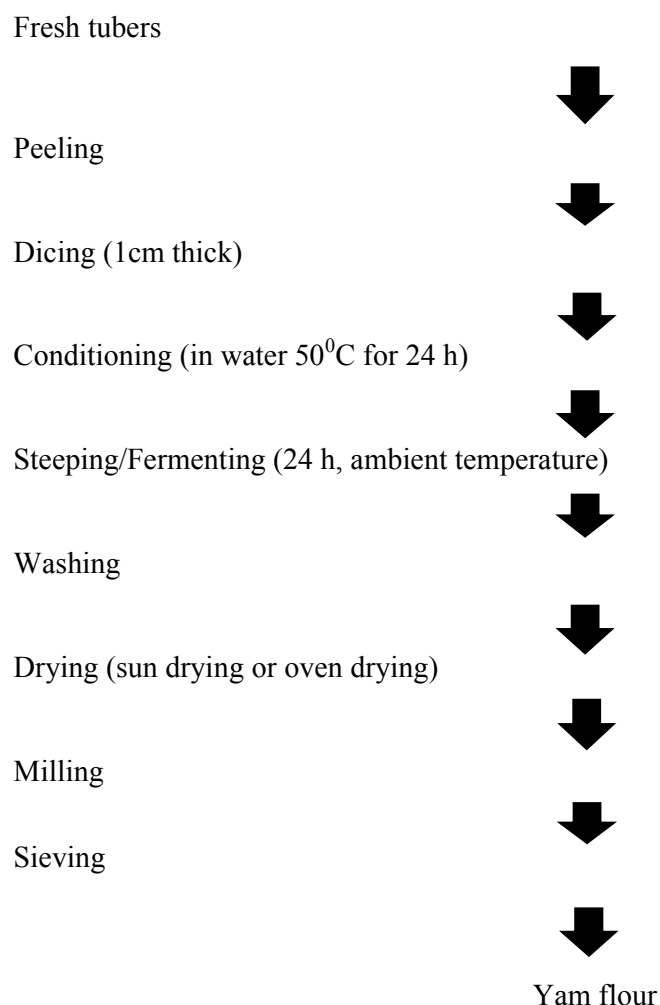 Fresh tubers
Peeling
Dicing (1cm thick)
Conditioning (in water 50⁰C for 24 h)
Steeping/Fermenting (24 h, ambient temperature)
Washing
Drying (sun drying or oven drying)
Milling
Sieving
Yam flour